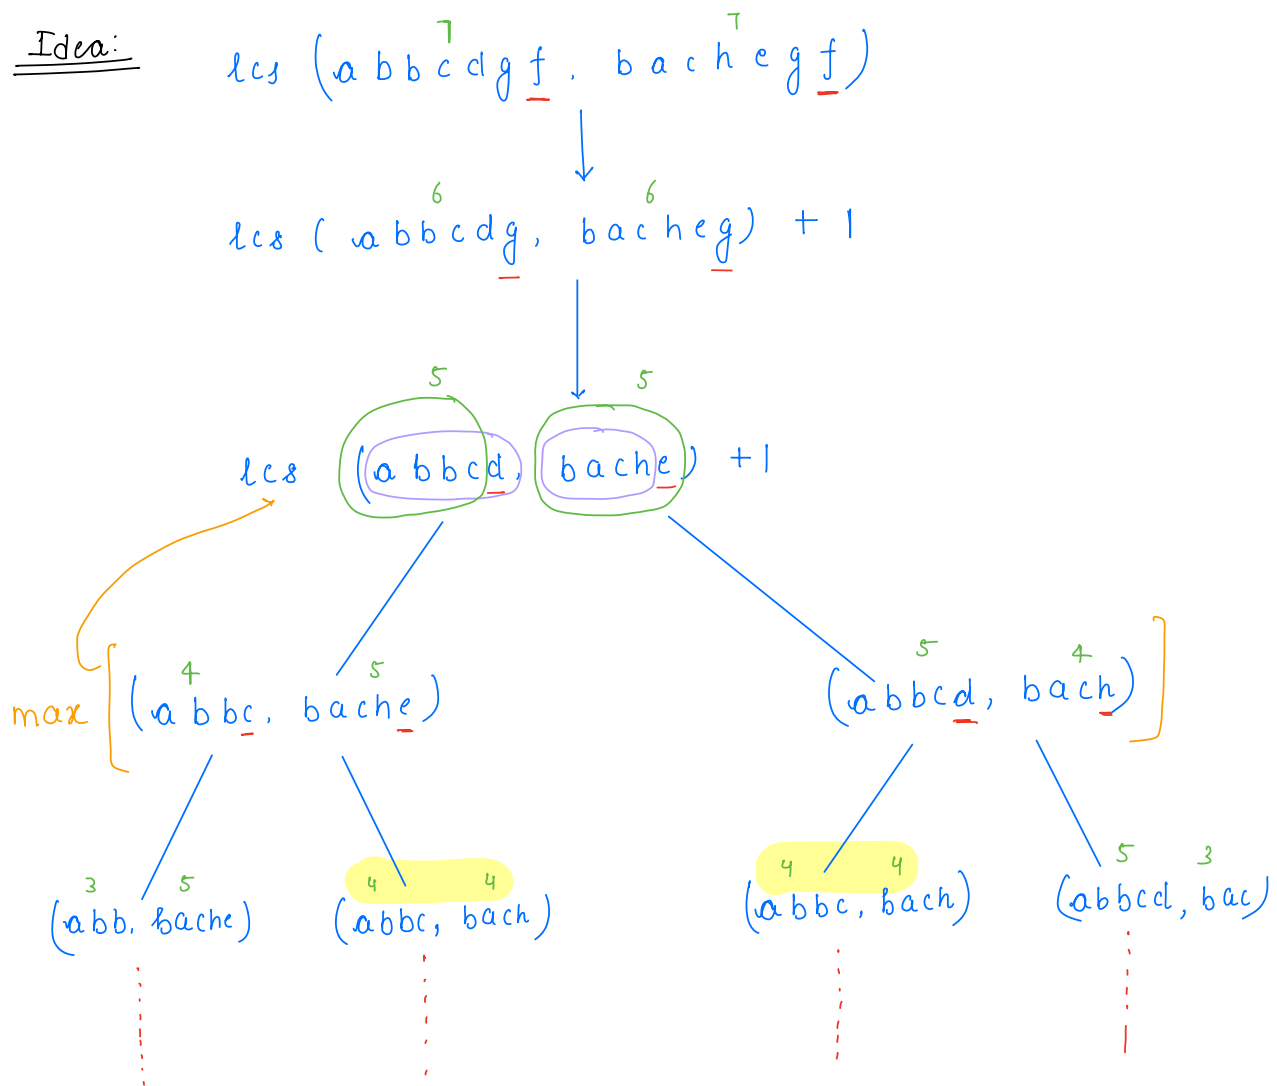 Idea:
7 7
lcs (abbcdgf, bachegf)
6 6
lcs (abbcdg, bacheg) + 1
5 5
lcs (abbcd, bache) + 1
4 5 5 4
max [(abbc, bache) (abbcd, bach)]
3 5 4 4 4 4 5 3
(abb, bache) (abbc, bach) (abbc, bach) (abbcd, bac)